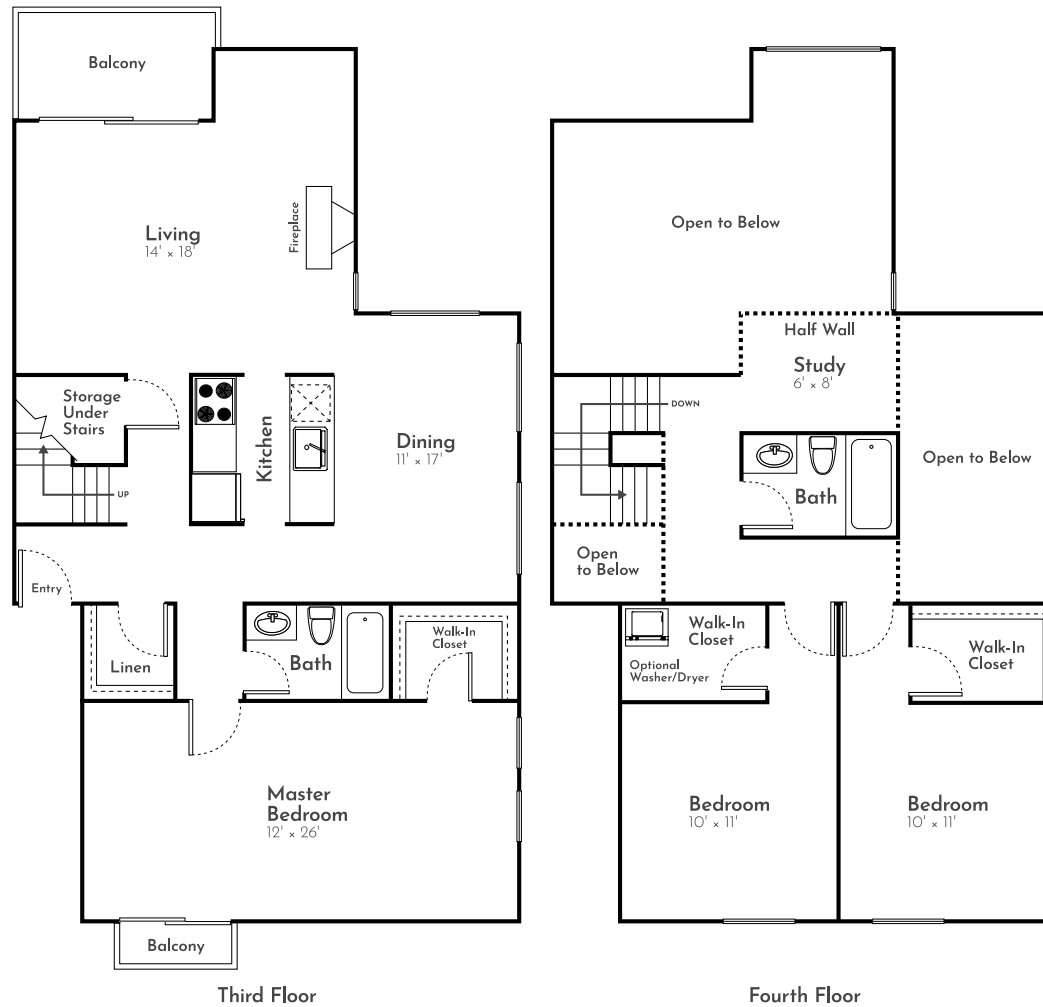 Balcony
Living
14' × 18'
Fireplace
Storage
Under
Stairs
UP
Kitchen
Dining
11' × 17'
Entry
Linen
Bath
Walk-In
Closet
Master
Bedroom
12' × 26'
Balcony
Third Floor
Open to Below
Half Wall
Study
6' × 8'
DOWN
Bath
Open to Below
Open
to Below
Walk-In
Closet
Optional
Washer/Dryer
Walk-In
Closet
Bedroom
10' × 11'
Bedroom
10' × 11'
Fourth Floor